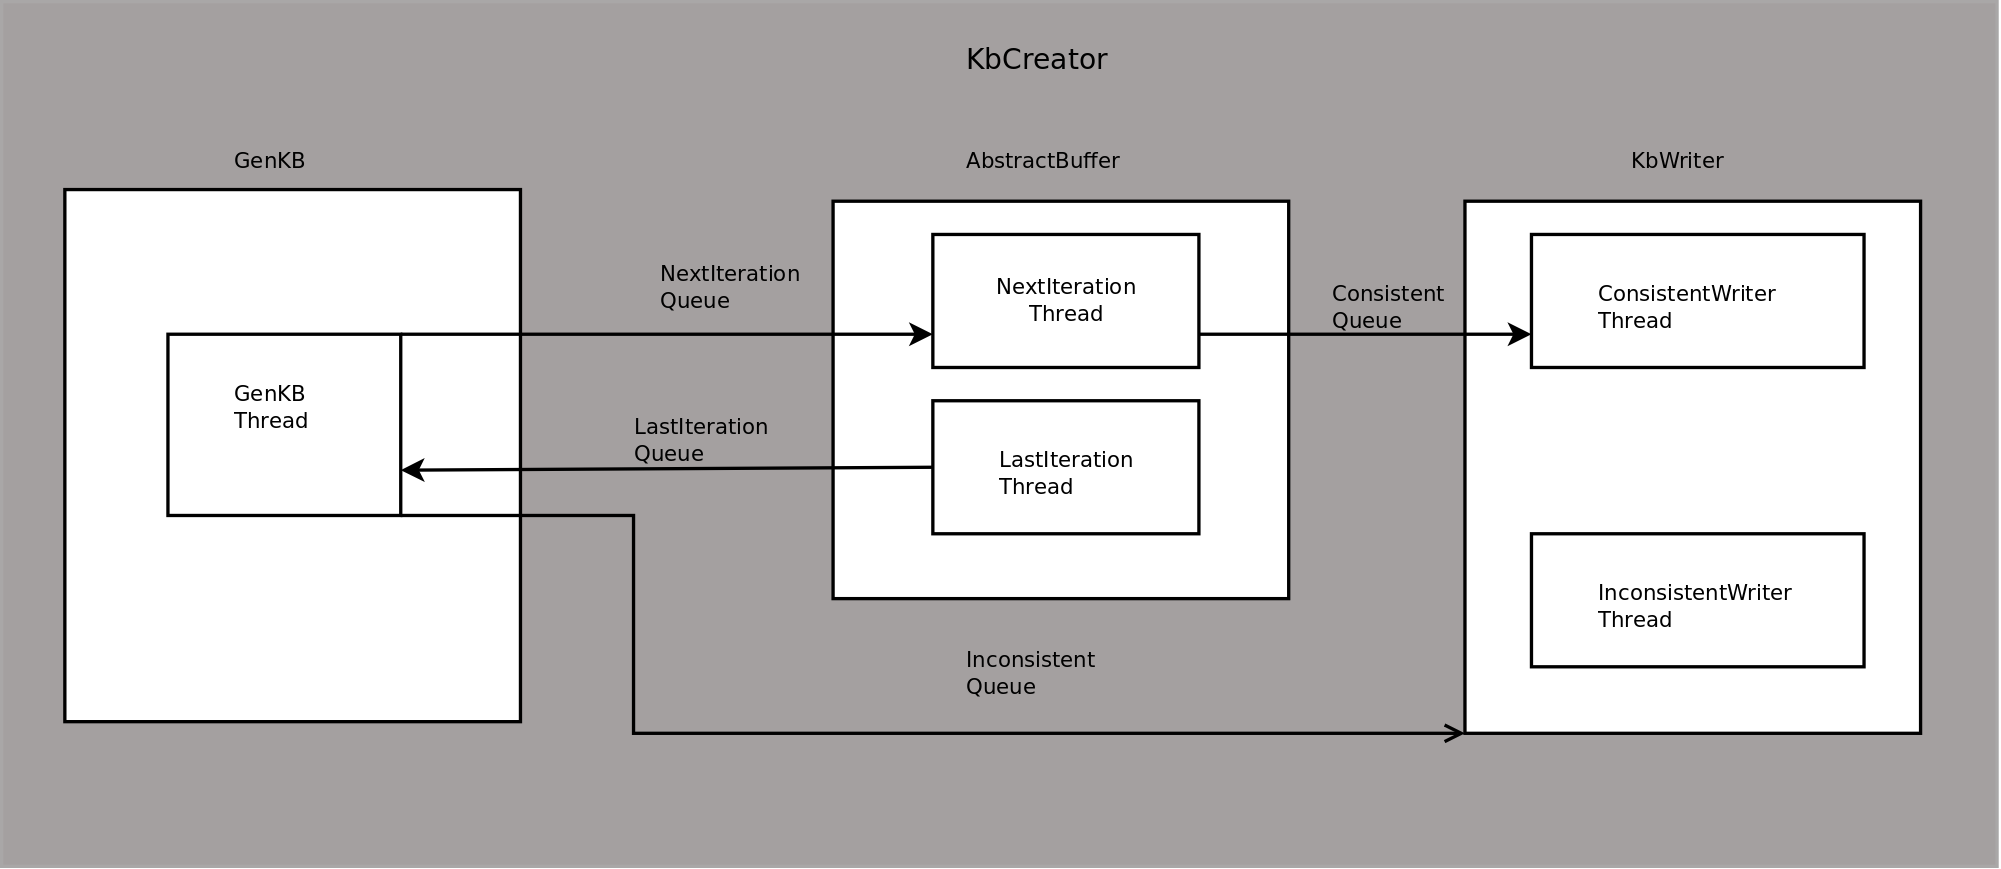 KbCreator
GenKB
AbstractBuffer
KbWriter
NextIteration
Queue
NextIteration
Thread
Consistent
Queue
ConsistentWriter
Thread
GenKB
Thread
LastIteration
Queue
LastIteration
Thread
InconsistentWriter
Thread
Inconsistent
Queue